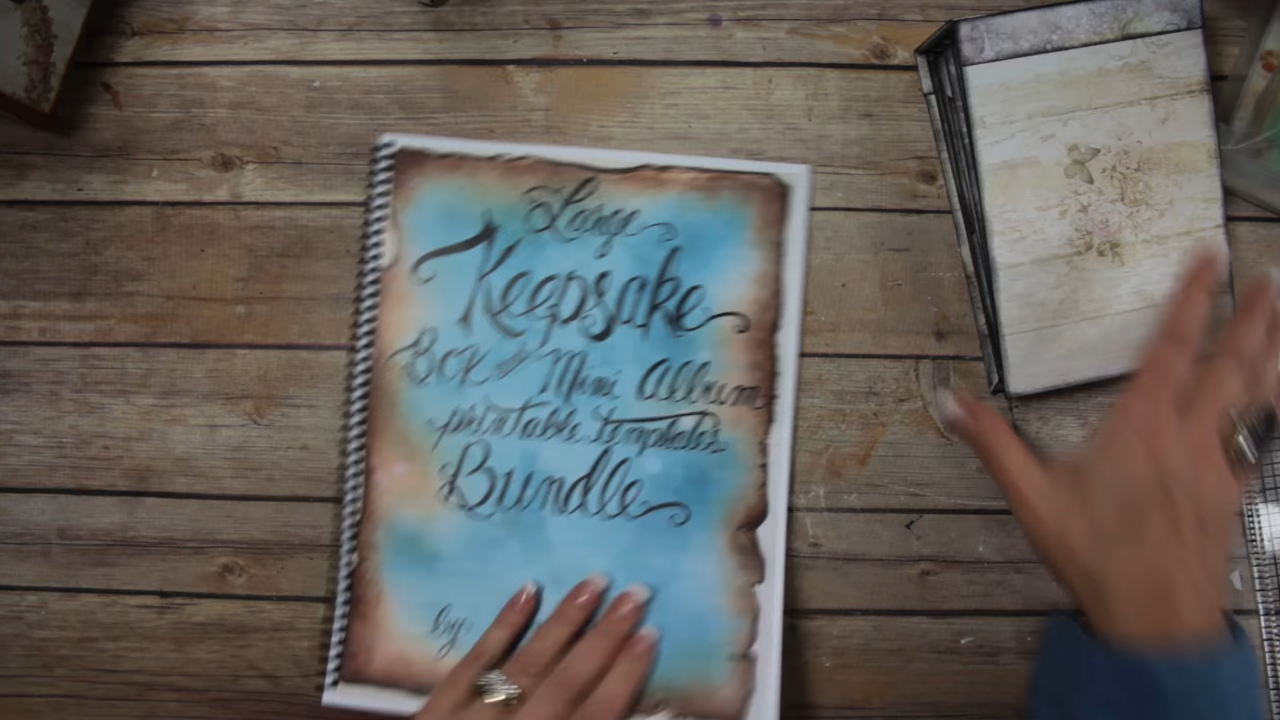 Large
Keepsake
Box & Mini Album
printable templates
Bundle
by: